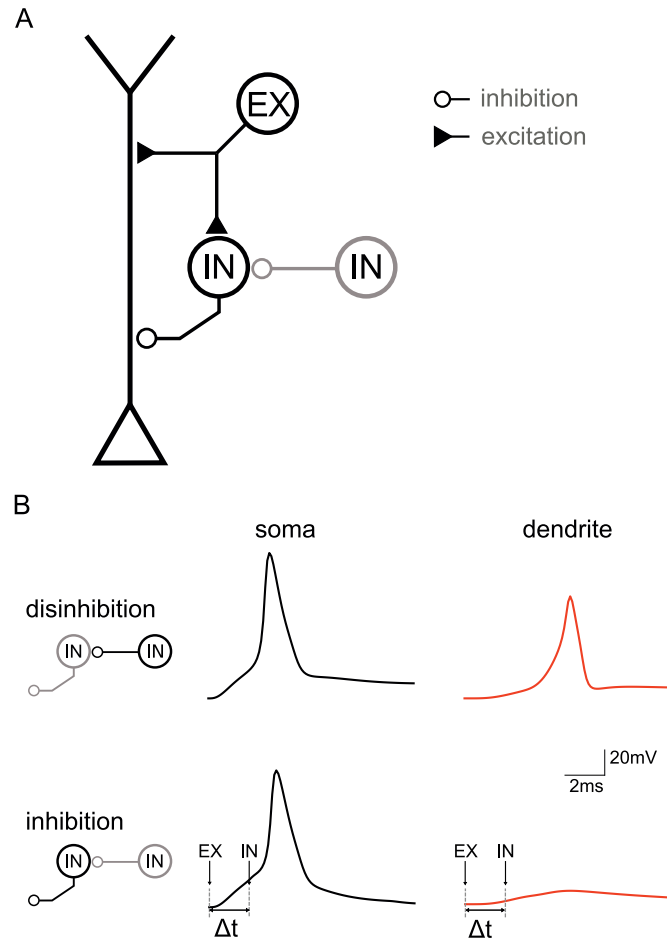 A
EX
inhibition
excitation
IN
IN
B
soma
dendrite
disinhibition
IN
IN
20mV
2ms
inhibition
IN
IN
EX
IN
Δt
EX
IN
Δt